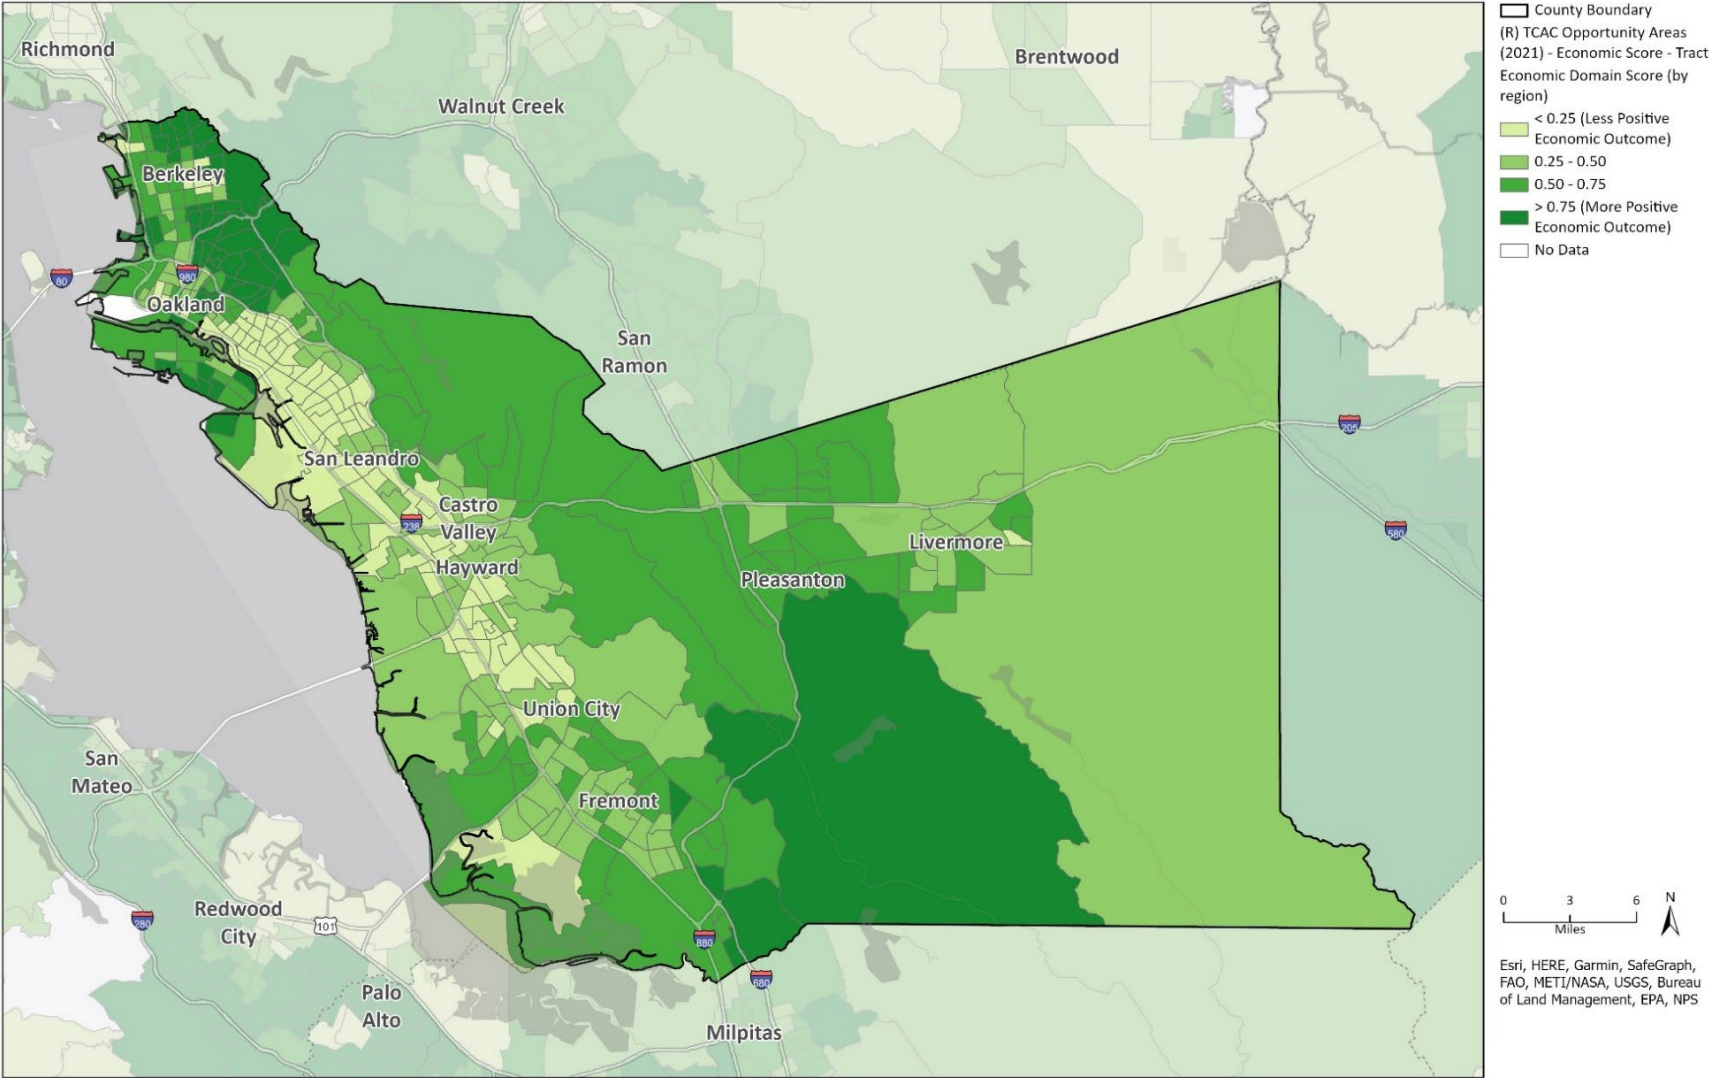 Richmond
Walnut Creek
Brentwood
Berkeley
80
980
Oakland
San
Ramon
205
San Leandro
Castro
Valley
238
580
Livermore
Hayward
Pleasanton
Union City
San
Mateo
Fremont
Redwood
City
280
101
880
680
Palo
Alto
Milpitas
County Boundary
(R) TCAC Opportunity Areas
(2021) - Economic Score - Tract
Economic Domain Score (by
region)
< 0.25 (Less Positive
Economic Outcome)
0.25 - 0.50
0.50 - 0.75
> 0.75 (More Positive
Economic Outcome)
No Data
0 3 6
Miles
N
Esri, HERE, Garmin, SafeGraph,
FAO, METI/NASA, USGS, Bureau
of Land Management, EPA, NPS